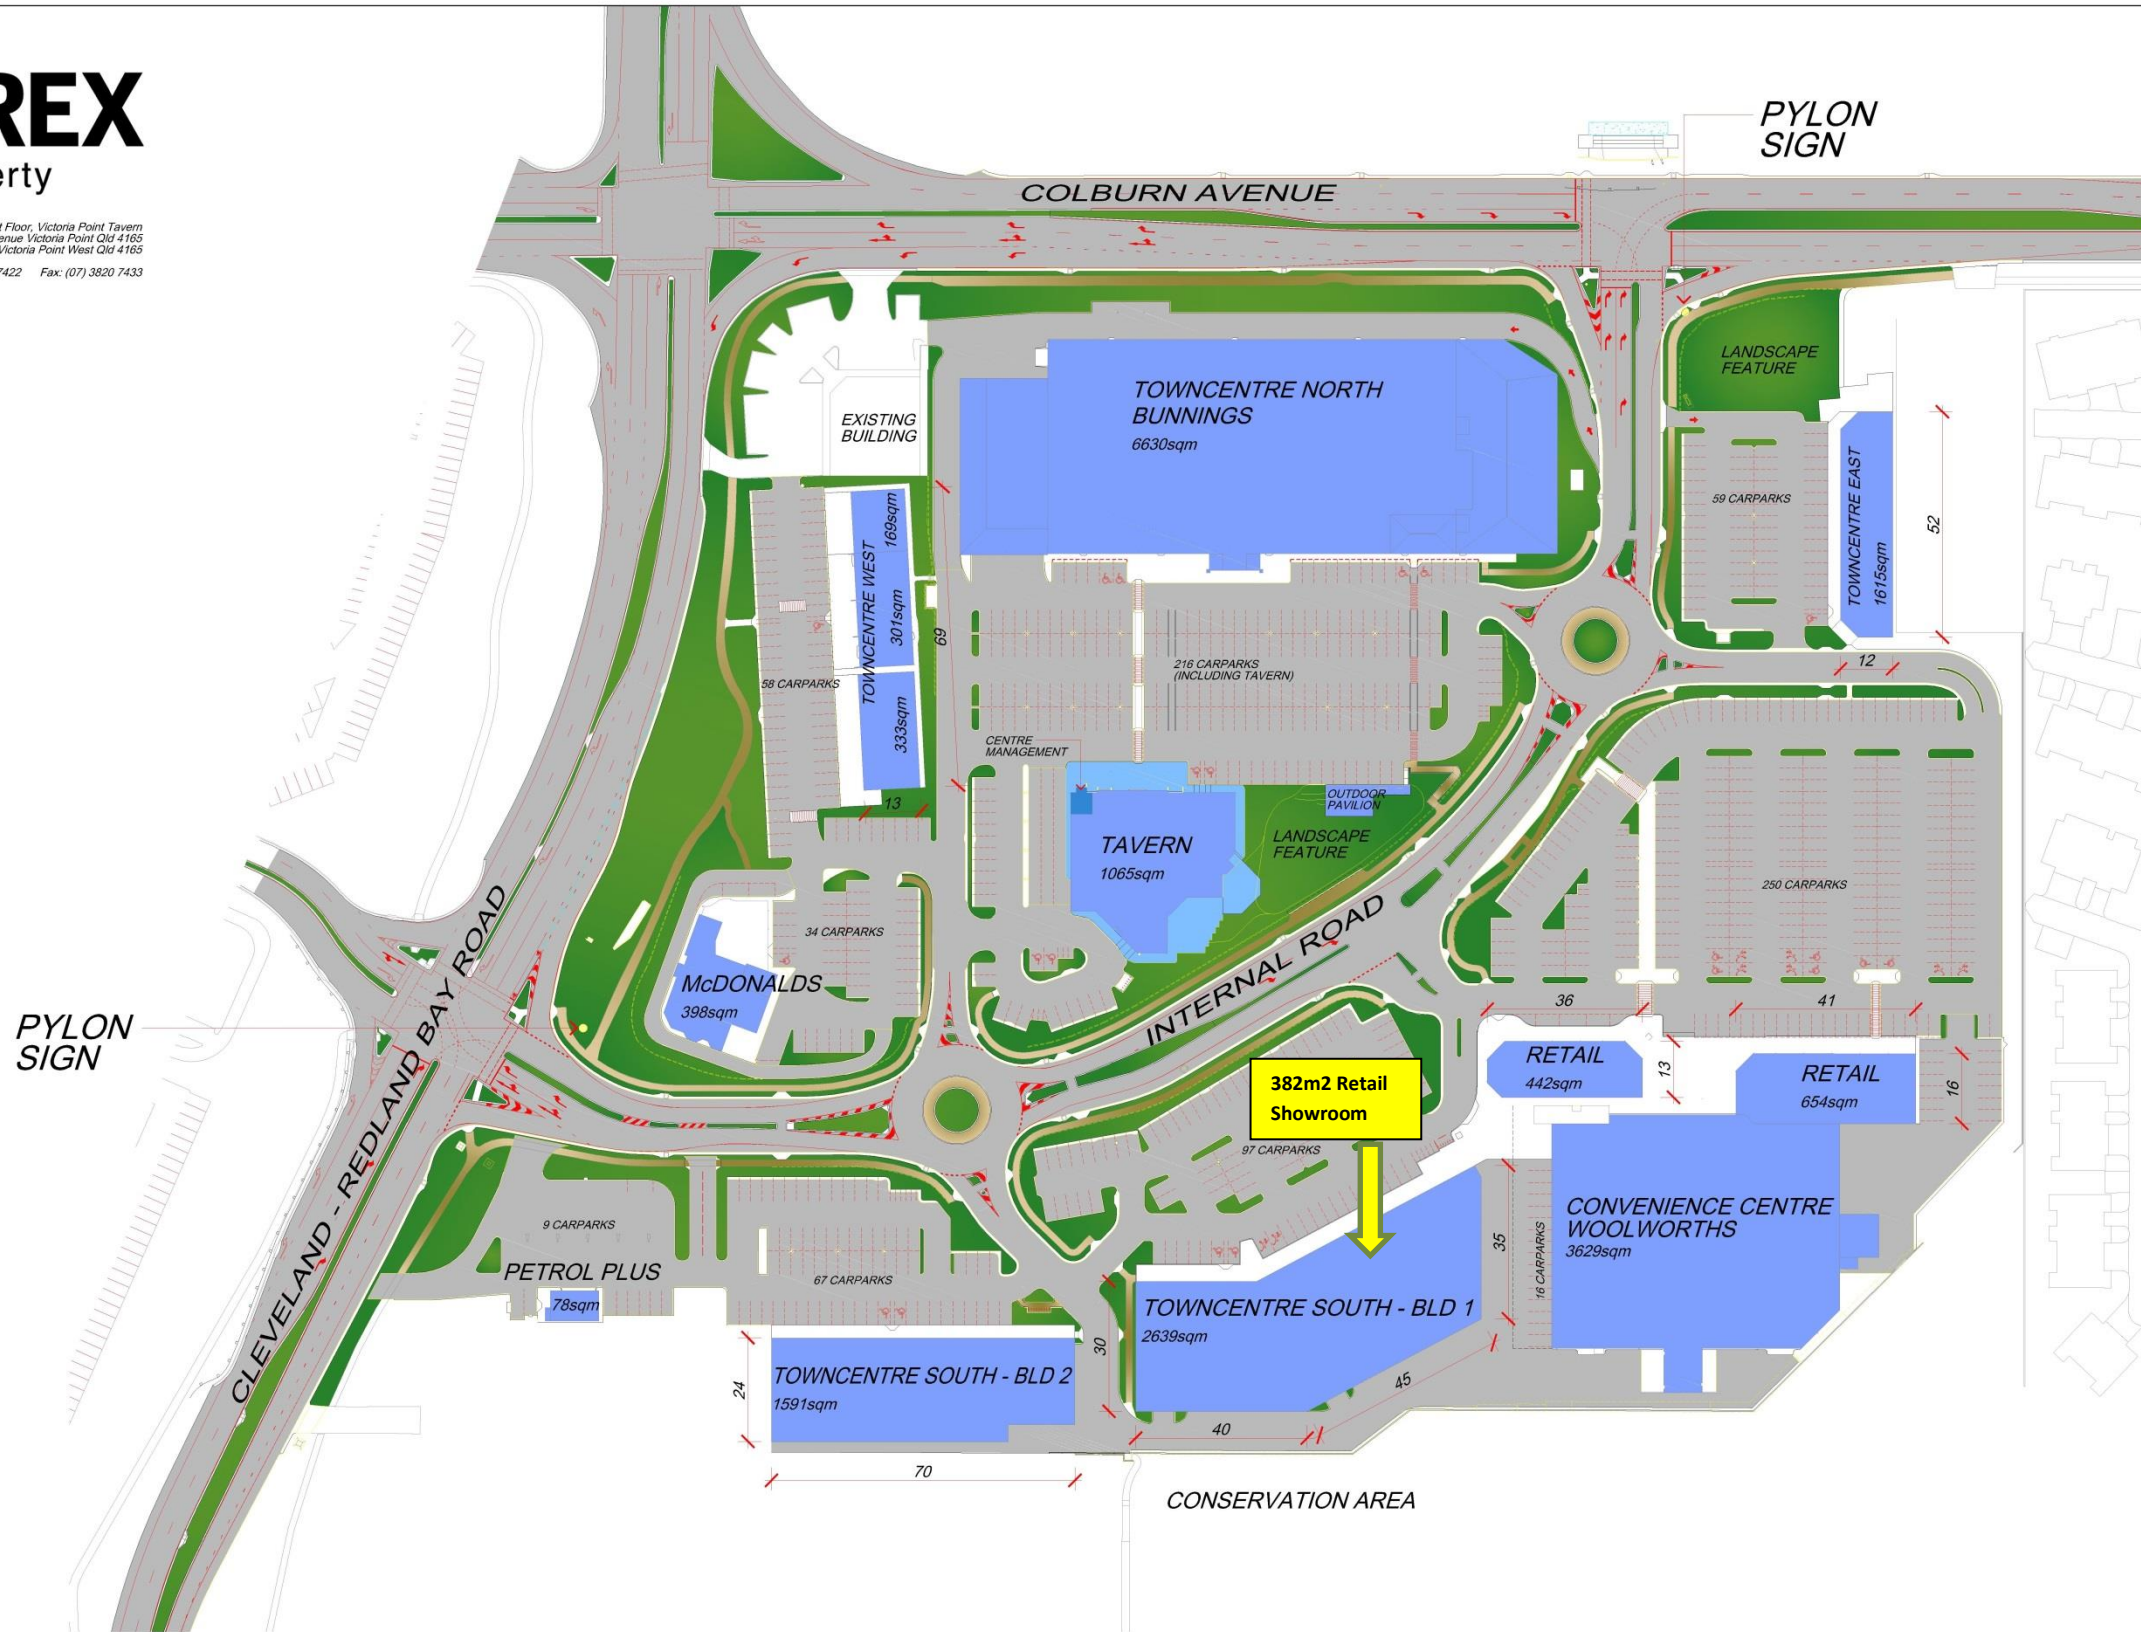 REX
erty
t Floor, Victoria Point Tavern
enue Victoria Point Qld 4165
Victoria Point West Qld 4165
7422 Fax: (07) 3820 7433
PYLON
SIGN
COLBURN AVENUE
LANDSCAPE
FEATURE
TOWNCENTRE NORTH
BUNNINGS
6630sqm
EXISTING
BUILDING
59 CARPARKS
TOWNCENTRE EAST
1615sqm
52
12
TOWNCENTRE WEST
169sqm
301sqm
333sqm
58 CARPARKS
69
13
216 CARPARKS
(INCLUDING TAVERN)
CENTRE
MANAGEMENT
OUTDOOR
PAVILION
TAVERN
1065sqm
LANDSCAPE
FEATURE
250 CARPARKS
34 CARPARKS
McDONALDS
398sqm
INTERNAL ROAD
CLEVELAND - REDLAND BAY ROAD
PYLON
SIGN
36
41
RETAIL
442sqm
13
RETAIL
654sqm
16
382m2 Retail
Showroom
97 CARPARKS
CONVENIENCE CENTRE
WOOLWORTHS
3629sqm
35
16 CARPARKS
9 CARPARKS
PETROL PLUS
78sqm
67 CARPARKS
TOWNCENTRE SOUTH - BLD 1
2639sqm
30
TOWNCENTRE SOUTH - BLD 2
1591sqm
24
45
40
70
CONSERVATION AREA